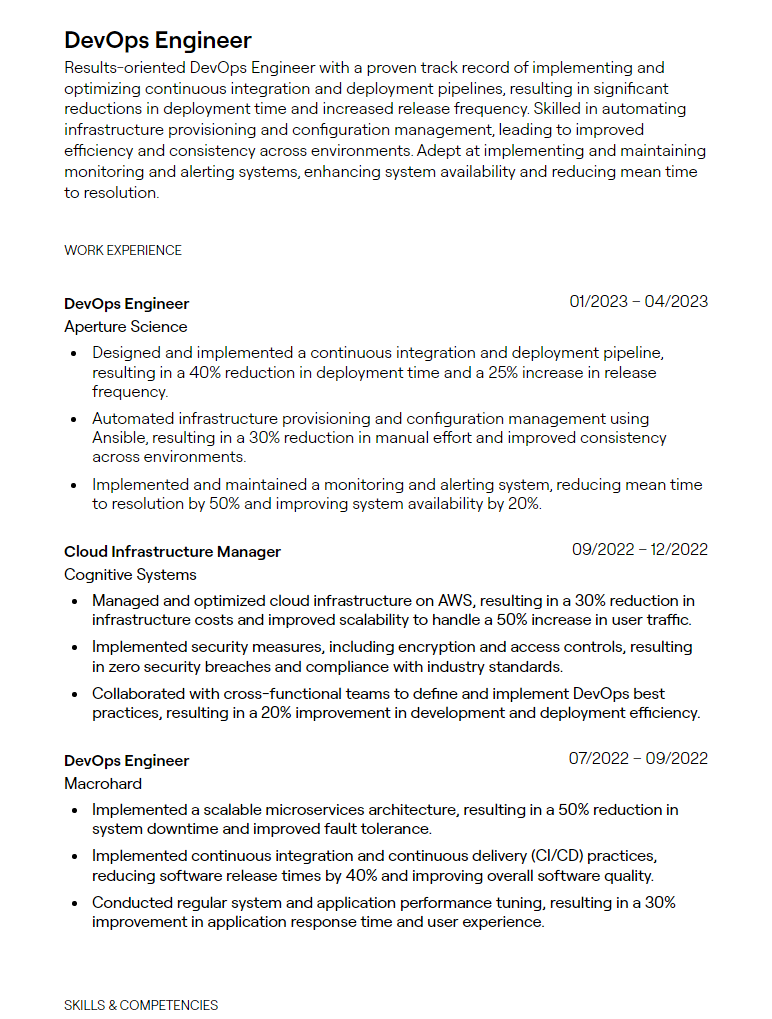 DevOps Engineer
Results-oriented DevOps Engineer with a proven track record of implementing and
optimizing continuous integration and deployment pipelines, resulting in significant
reductions in deployment time and increased release frequency. Skilled in automating
infrastructure provisioning and configuration management, leading to improved
efficiency and consistency across environments. Adept at implementing and maintaining
monitoring and alerting systems, enhancing system availability and reducing mean time
to resolution.
WORK EXPERIENCE
DevOps Engineer 01/2023 – 04/2023
Aperture Science
• Designed and implemented a continuous integration and deployment pipeline,
resulting in a 40% reduction in deployment time and a 25% increase in release
frequency.
• Automated infrastructure provisioning and configuration management using
Ansible, resulting in a 30% reduction in manual effort and improved consistency
across environments.
• Implemented and maintained a monitoring and alerting system, reducing mean time
to resolution by 50% and improving system availability by 20%.
Cloud Infrastructure Manager 09/2022 – 12/2022
Cognitive Systems
• Managed and optimized cloud infrastructure on AWS, resulting in a 30% reduction in
infrastructure costs and improved scalability to handle a 50% increase in user traffic.
• Implemented security measures, including encryption and access controls, resulting
in zero security breaches and compliance with industry standards.
• Collaborated with cross-functional teams to define and implement DevOps best
practices, resulting in a 20% improvement in development and deployment efficiency.
DevOps Engineer 07/2022 – 09/2022
Macrohard
• Implemented a scalable microservices architecture, resulting in a 50% reduction in
system downtime and improved fault tolerance.
• Implemented continuous integration and continuous delivery (CI/CD) practices,
reducing software release times by 40% and improving overall software quality.
• Conducted regular system and application performance tuning, resulting in a 30%
improvement in application response time and user experience.
SKILLS & COMPETENCIES